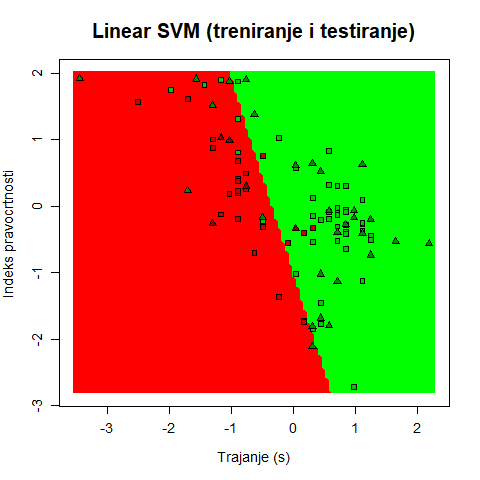 Linear SVM (treniranje i testiranje)
Indeks pravocrtnosti
2
1
0
-1
-2
-3
-3 -2 -1 0 1 2
Trajanje (s)